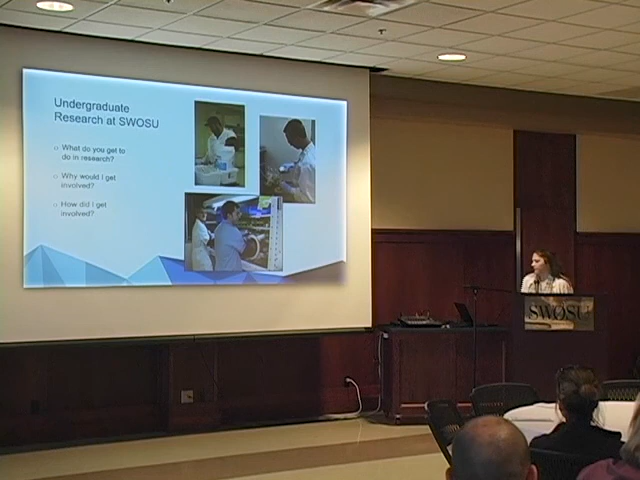 Undergraduate
Research at SWOSU
What do you get to
do in research?
Why would I get
involved?
How did I get
involved?
SWOSU